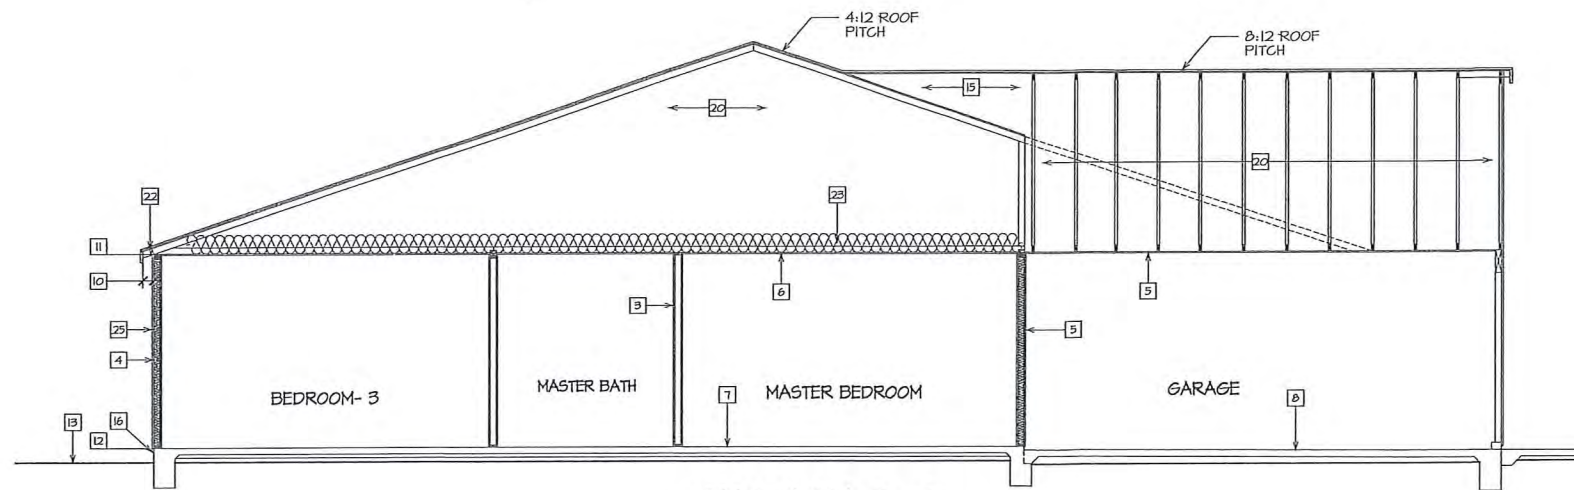 4:12 ROOF
PITCH
8:12 ROOF
PITCH
15
20
20
22
23
11
10
6
5
3
25
5
4
MASTER BATH
BEDROOM- 3
MASTER BEDROOM
GARAGE
7
8
16
13
12